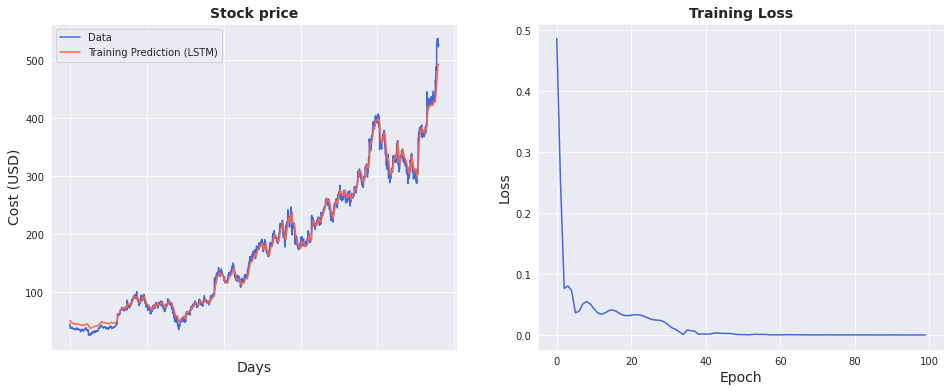 Stock price
Data
Training Prediction (LSTM)
500
400
300
200
100
Cost (USD)
Days
Training Loss
0.5
0.4
0.3
0.2
0.1
0.0
Loss
0
20
40
60
80
100
Epoch